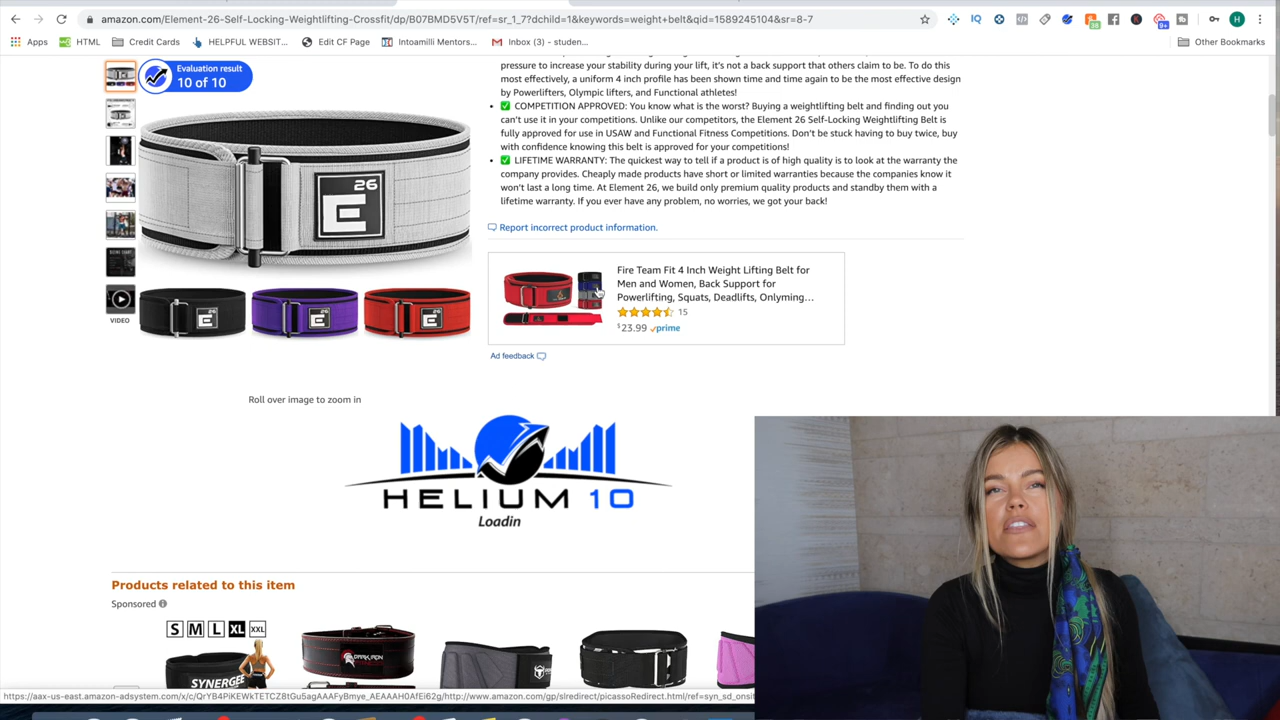 amazon.com/Element-26-Self-Locking-Weightlifting-Crossfit/dp/B07BMD5V5T/ref=sr_1_7?dchild=1&keywords=weight+belt&qid=1589245104&sr=8-7
Apps HTML Credit Cards HELPFUL WEBSIT... Edit CF Page Intoamilli Mentors... Inbox (3) - studen... Other Bookmarks
Evaluation result
10 of 10
pressure to increase your stability during your lift, it's not a back support that others claim to be. To do this
most effectively, a uniform 4 inch profile has been shown time and time again to be the most effective design
by Powerlifters, Olympic lifters, and Functional athletes!
• ✅ COMPETITION APPROVED: You know what is the worst? Buying a weightlifting belt and finding out you
can't use it in your competitions. Unlike our competitors, the Element 26 Self-Locking Weightlifting Belt is
fully approved for use in USAW and Functional Fitness Competitions. Don't be stuck having to buy twice, buy
with confidence knowing this belt is approved for your competitions!
• ✅ LIFETIME WARRANTY: The quickest way to tell if a product is of high quality is to look at the warranty the
company provides. Cheaply made products have short or limited warranties because the companies know it
won't last a long time. At Element 26, we build only premium quality products and standby them with a
lifetime warranty. If you ever have any problem, no worries, we got your back!
Report incorrect product information.
26
E
VIDEO
Fire Team Fit 4 Inch Weight Lifting Belt for
Men and Women, Back Support for
Powerlifting, Squats, Deadlifts, Onlyming...
15
$23.99 prime
Ad feedback
Roll over image to zoom in
HELIUM 10
Loadin
Products related to this item
Sponsored
S M L XL XXL
SYNERGEE
DARK IRON
https://aax-us-east.amazon-adsystem.com/x/c/